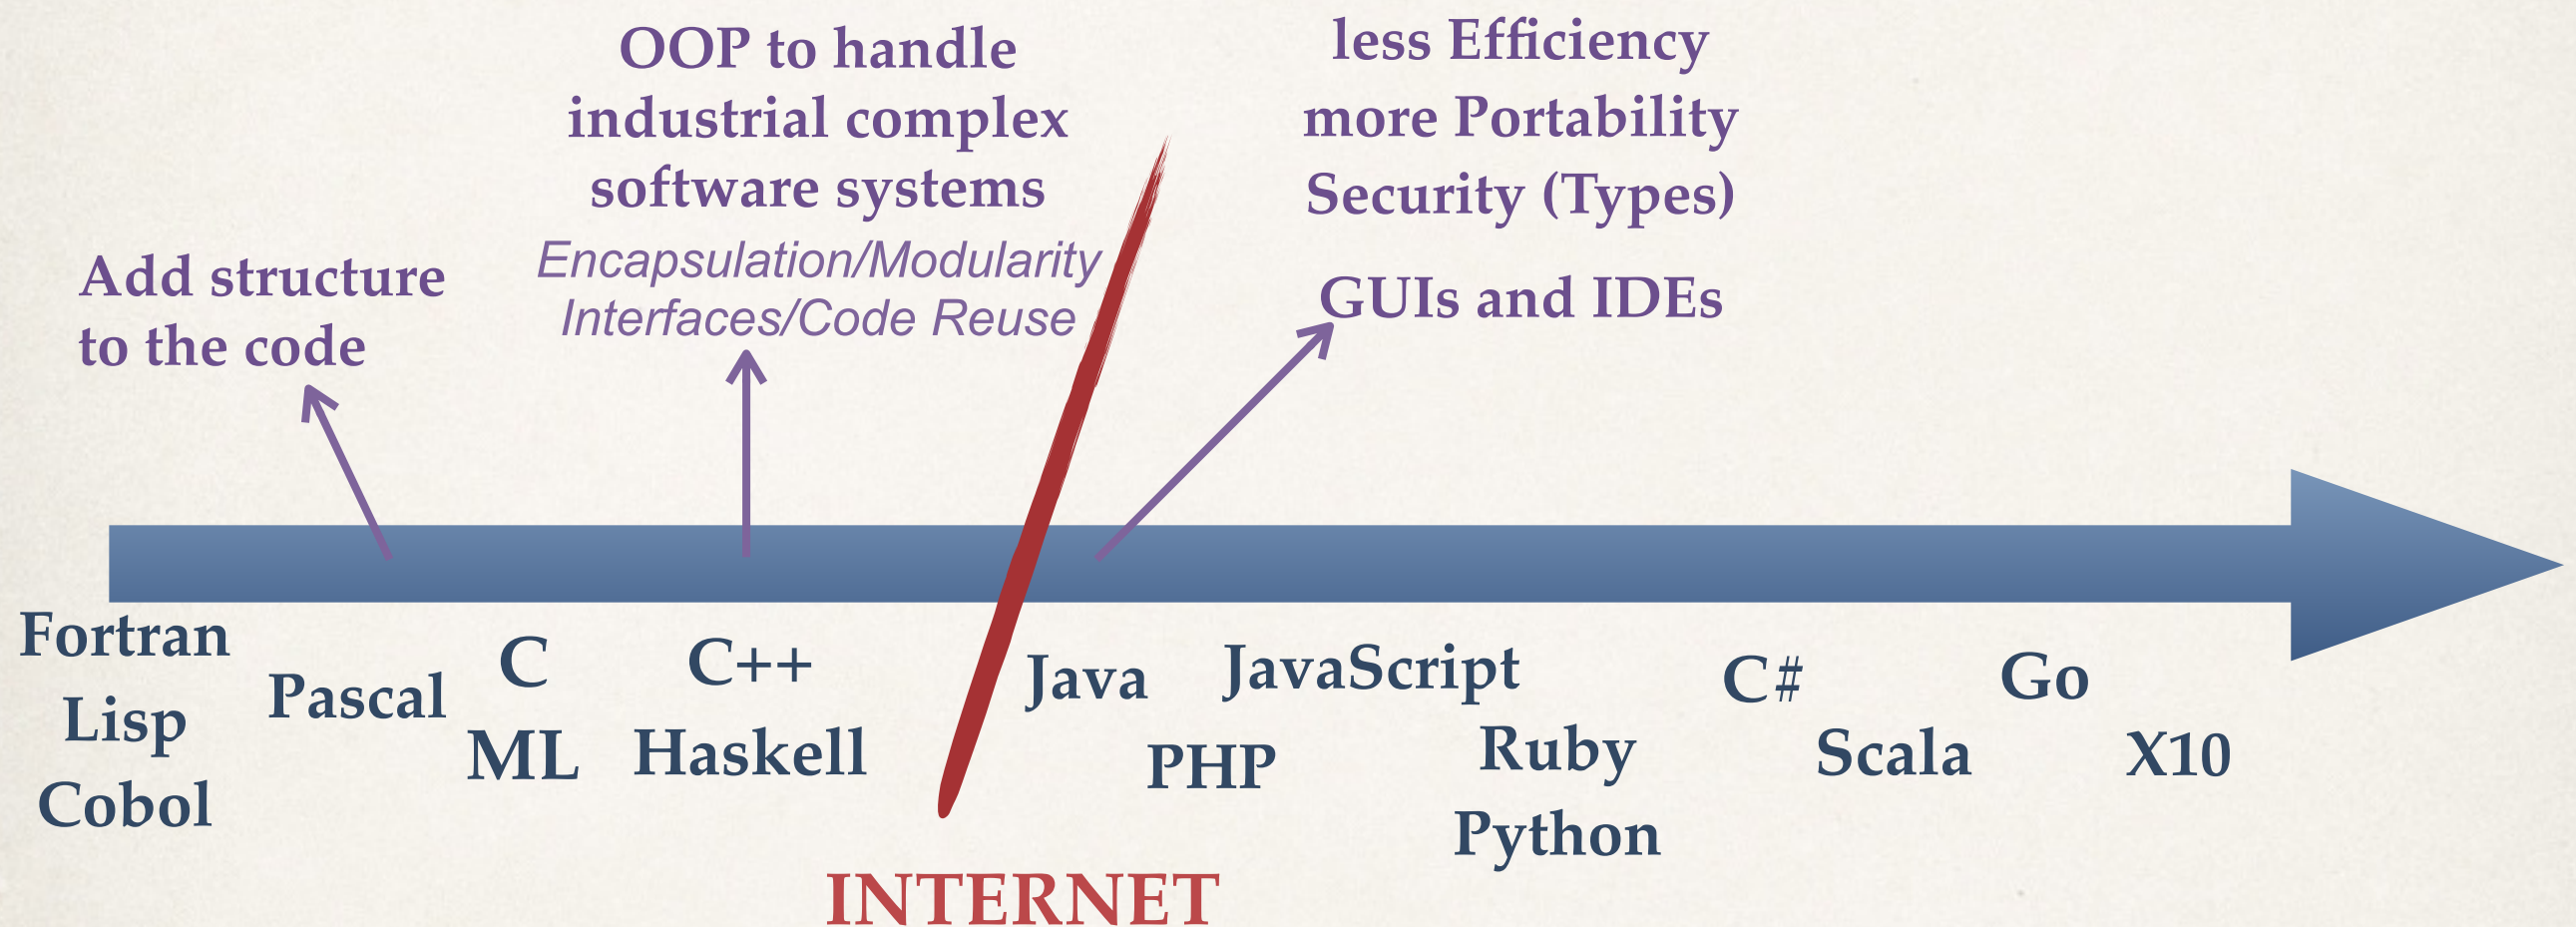 OOP to handle
industrial complex
software systems
Encapsulation/Modularity
Interfaces/Code Reuse
less Efficiency
more Portability
Security (Types)
GUIs and IDEs
Add structure
to the code
Fortran
Lisp
Cobol
Pascal
C
ML
C++
Haskell
Java
PHP
JavaScript
Ruby
Python
C#
Scala
Go
X10
INTERNET